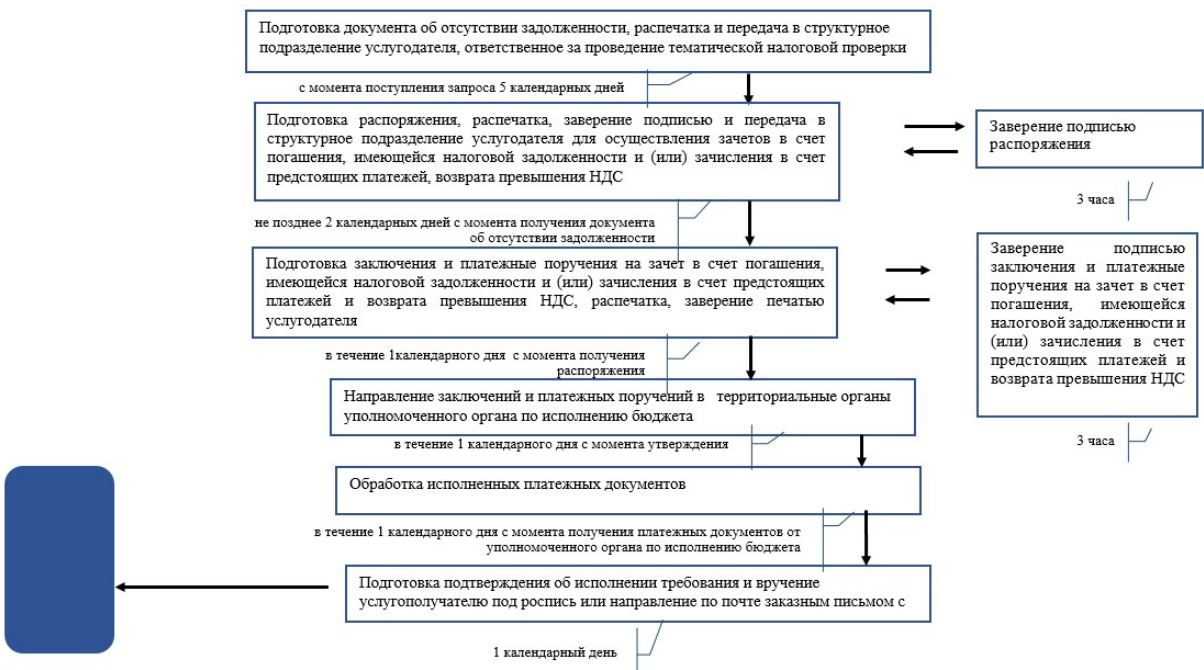 Подготовка документа об отсутствии задолженности, распечатка и передача в структурное
подразделение услугодателя, ответственное за проведение тематической налоговой проверки
с момента поступления запроса 5 календарных дней
Подготовка распоряжения, распечатка, заверение подписью и передача в
структурное подразделение услугодателя для осуществления зачетов в счет
погашения, имеющейся налоговой задолженности и (или) зачисления в счет
предстоящих платежей, возврата превышения НДС
Заверение подписью
распоряжения
3 часа
не позднее 2 календарных дней с момента получения документа
об отсутствии задолженности
Подготовка заключения и платежные поручения на зачет в счет погашения,
имеющейся налоговой задолженности и (или) зачисления в счет предстоящих
платежей и возврата превышения НДС, распечатка, заверение печатью
услугодателя
Заверение подписью
заключения и платежные
поручения на зачет в счет
погашения, имеющейся
налоговой задолженности и
(или) зачисления в счет
предстоящих платежей и
возврата превышения НДС
3 часа
в течение 1календарного дня с момента получения
распоряжения
Направление заключений и платежных поручений в территориальные органы
уполномоченного органа по исполнению бюджета
в течение 1 календарного дня с момента утверждения
Обработка исполненных платежных документов
в течение 1 календарного дня с момента получения платежных документов от
уполномоченного органа по исполнению бюджета
Подготовка подтверждения об исполнении требования и вручение
услугополучателю под роспись или направление по почте заказным письмом с
1 календарный день